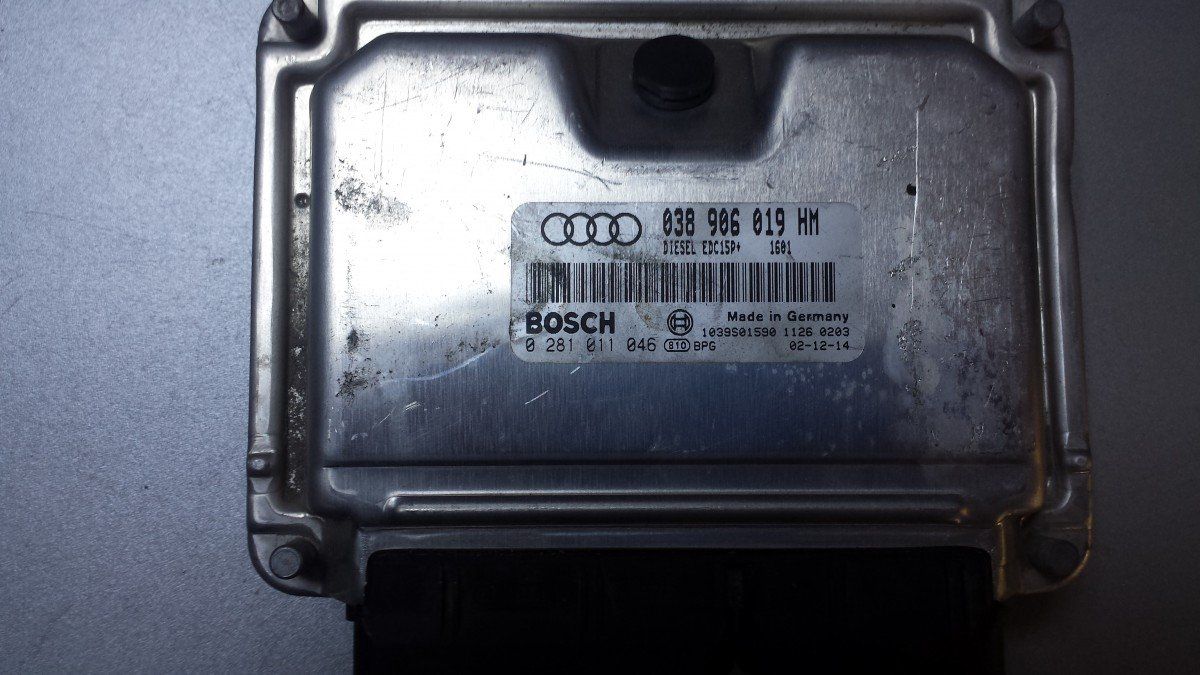 038 906 019 HM
DIESEL EDC15P+ 1601
BOSCH
Made in Germany
1039S01590 1126 0203
0 281 011 046 810 BPG 02-12-14